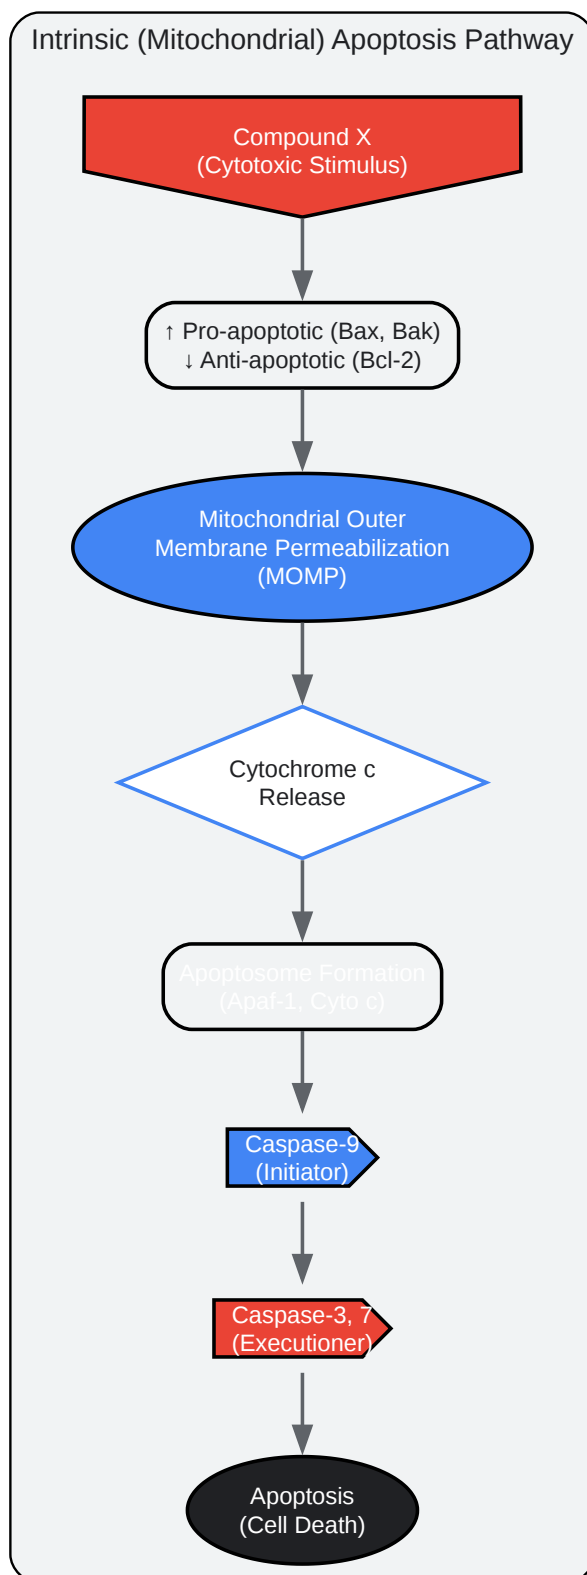 Intrinsic (Mitochondrial) Apoptosis Pathway
Compound X
(Cytotoxic Stimulus)
↑ Pro-apoptotic (Bax, Bak)
↓ Anti-apoptotic (Bcl-2)
Mitochondrial Outer
Membrane Permeabilization
(MOMP)
Cytochrome c
Release
Apoptosome Formation
(Apaf-1, Cyto c)
Caspase-9
(Initiator)
Caspase-3, 7
(Executioner)
Apoptosis
(Cell Death)